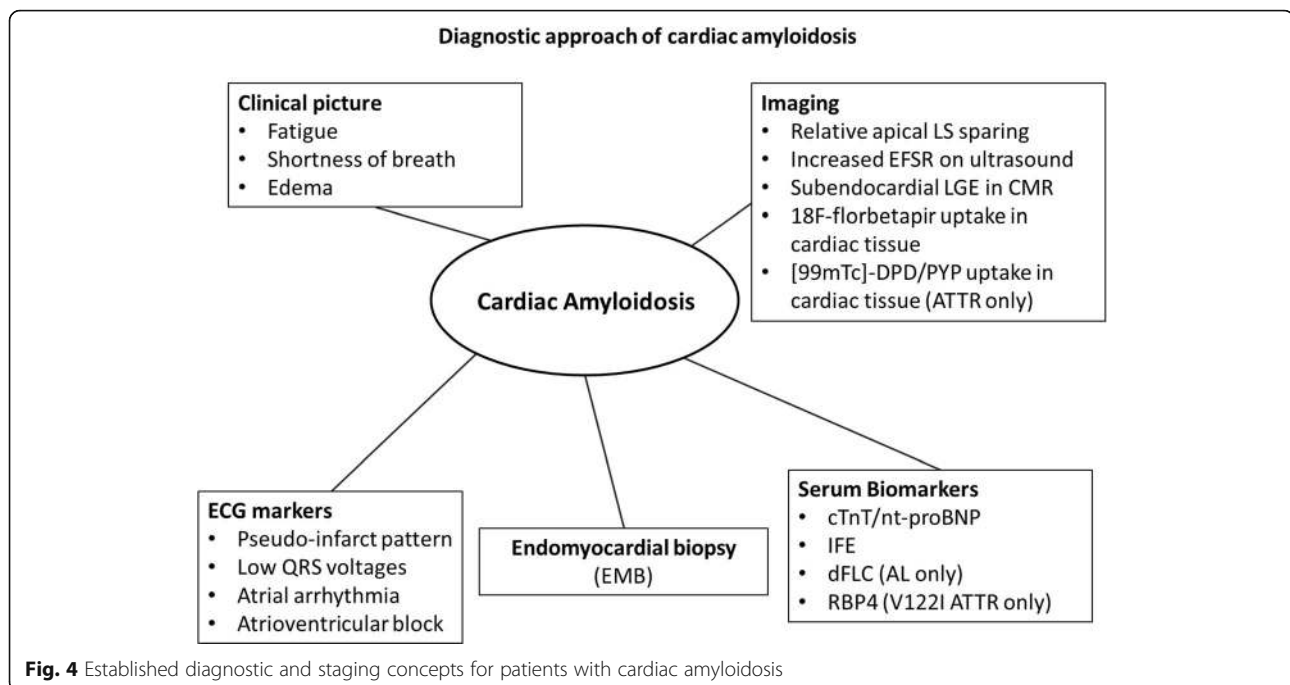 Diagnostic approach of cardiac amyloidosis
Clinical picture
• Fatigue
• Shortness of breath
• Edema
Imaging
• Relative apical LS sparing
• Increased EFSR on ultrasound
• Subendocardial LGE in CMR
• 18F-florbetapir uptake in
cardiac tissue
• [99mTc]-DPD/PYP uptake in
cardiac tissue (ATTR only)
Cardiac Amyloidosis
ECG markers
• Pseudo-infarct pattern
• Low QRS voltages
• Atrial arrhythmia
• Atrioventricular block
Endomyocardial biopsy
(EMB)
Serum Biomarkers
• cTnT/nt-proBNP
• IFE
• dFLC (AL only)
• RBP4 (V122I ATTR only)
Fig. 4 Established diagnostic and staging concepts for patients with cardiac amyloidosis